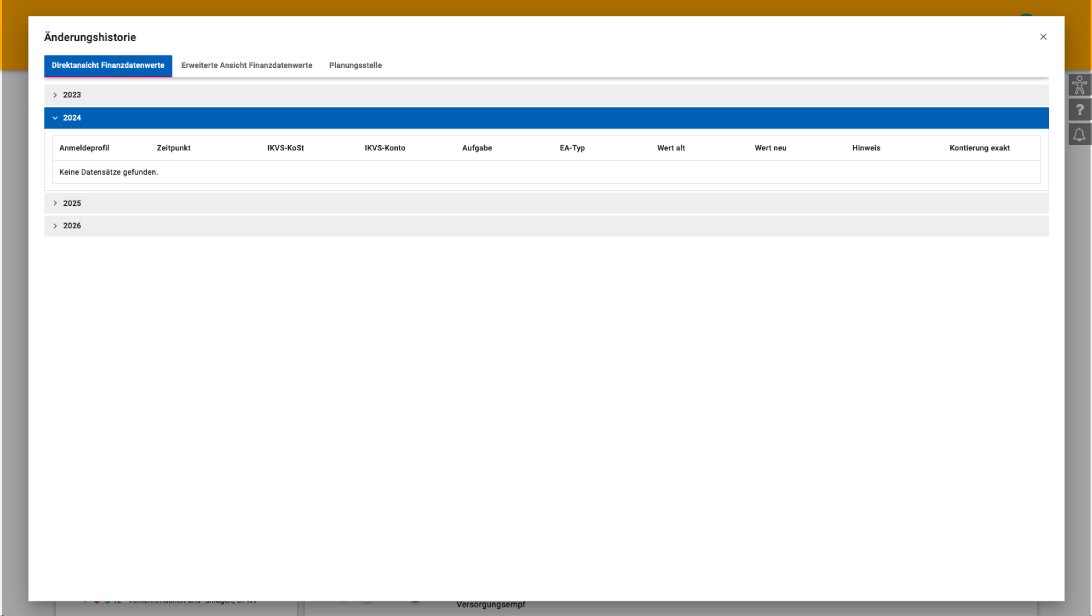 Änderungshistorie
Direktansicht Finanzdatenwerte Erweiterte Ansicht Finanzdatenwerte Planungsstelle
2023
2024
Anmeldeprofil Zeitpunkt IKVS-KoSt IKVS-Konto Aufgabe EA-Typ Wert alt Wert neu Hinweis Kontierung exakt
Keine Datensätze gefunden.
2025
2026
?
Versorgungsempf